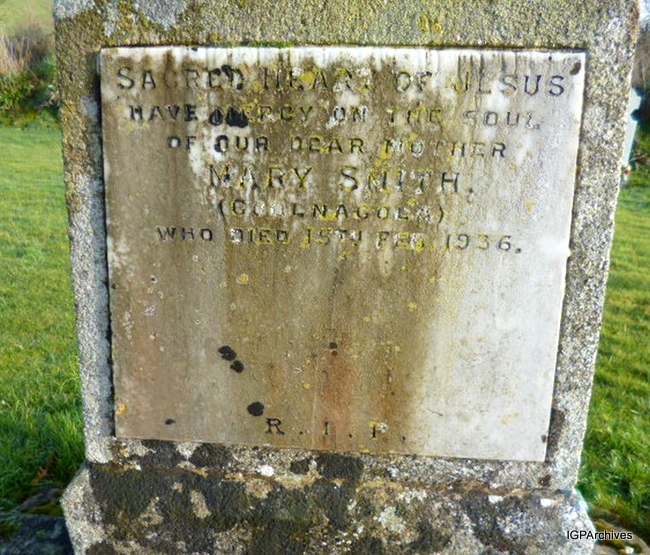 SACRED HEART OF JESUS
HAVE MERCY ON THE SOUL
OF OUR DEAR MOTHER
MARY SMITH,
WHO DIED 15TH FEB 1936.
R.I.P.
IGPArchives